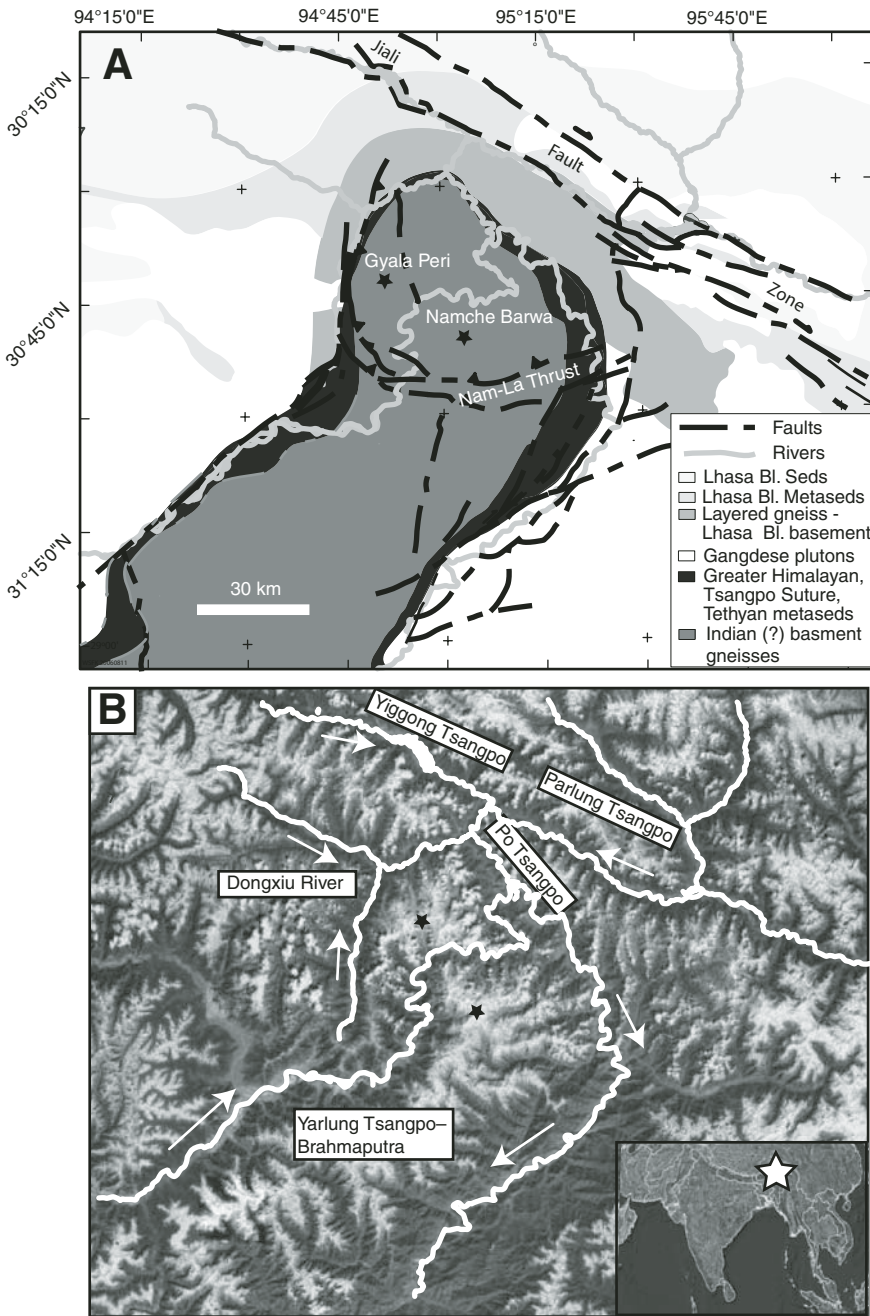 94°15'0"E
94°45'0"E
95°15'0"E
95°45'0"E
A
30°15'0"N
30°45'0"N
31°15'0"N
Jiali
Fault
Zone
Gyala Peri
Namche Barwa
Nam-La Thrust
30 km
Faults
Rivers
Lhasa Bl. Seds
Lhasa Bl. Metaseds
Layered gneiss -
Lhasa Bl. basement
Gangdese plutons
Greater Himalayan,
Tsangpo Suture,
Tethyan metaseds
Indian (?) basment
gneisses
B
Yiggong Tsangpo
Parlung Tsangpo
Po Tsangpo
Dongxiu River
Yarlung Tsangpo–
Brahmaputra